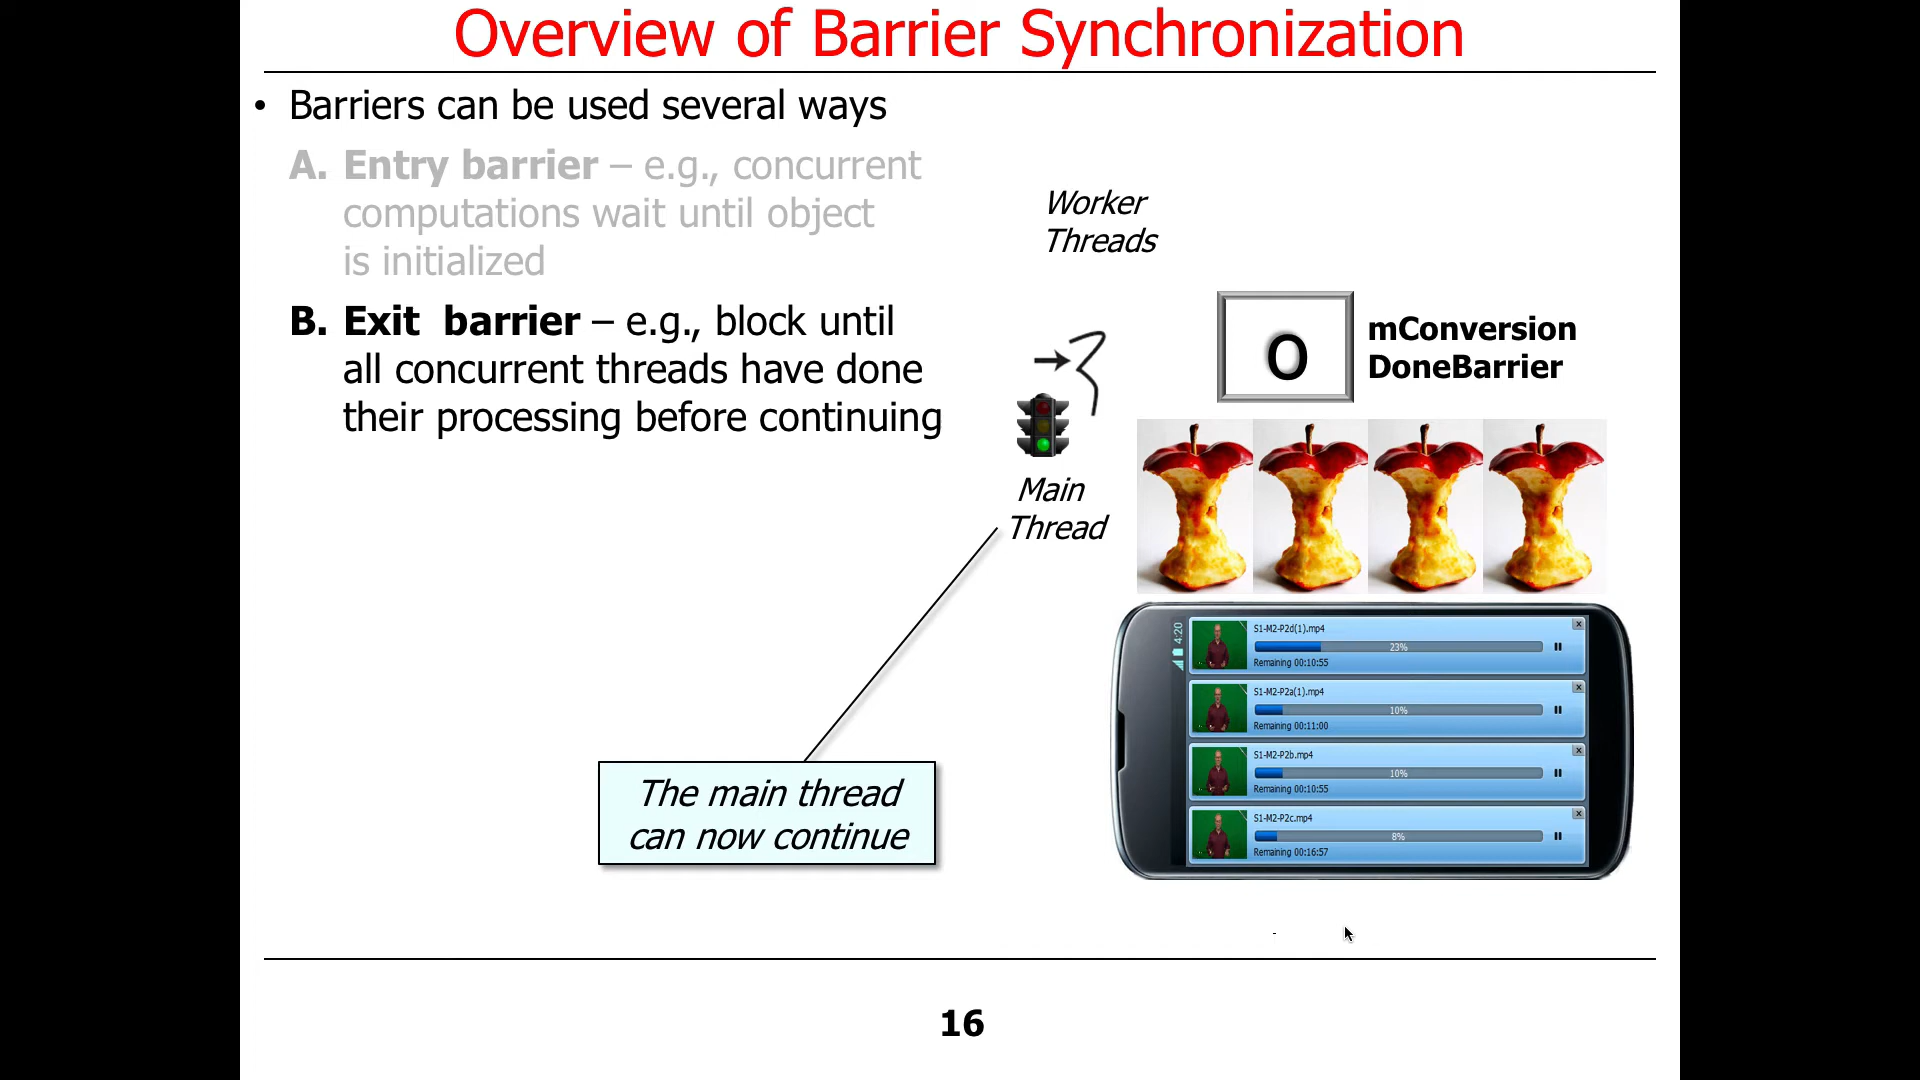 Overview of Barrier Synchronization
• Barriers can be used several ways
A. Entry barrier – e.g., concurrent
computations wait until object
is initialized
B. Exit barrier – e.g., block until
all concurrent threads have done
their processing before continuing
Worker
Threads
0
mConversion
DoneBarrier
Main
Thread
The main thread
can now continue
4:20
S1-M2-P2d(1).mp4
23%
Remaining 00:10:55
S1-M2-P2a(1).mp4
10%
Remaining 00:11:00
S1-M2-P2b.mp4
10%
Remaining 00:10:55
S1-M2-P2c.mp4
8%
Remaining 00:16:57
16